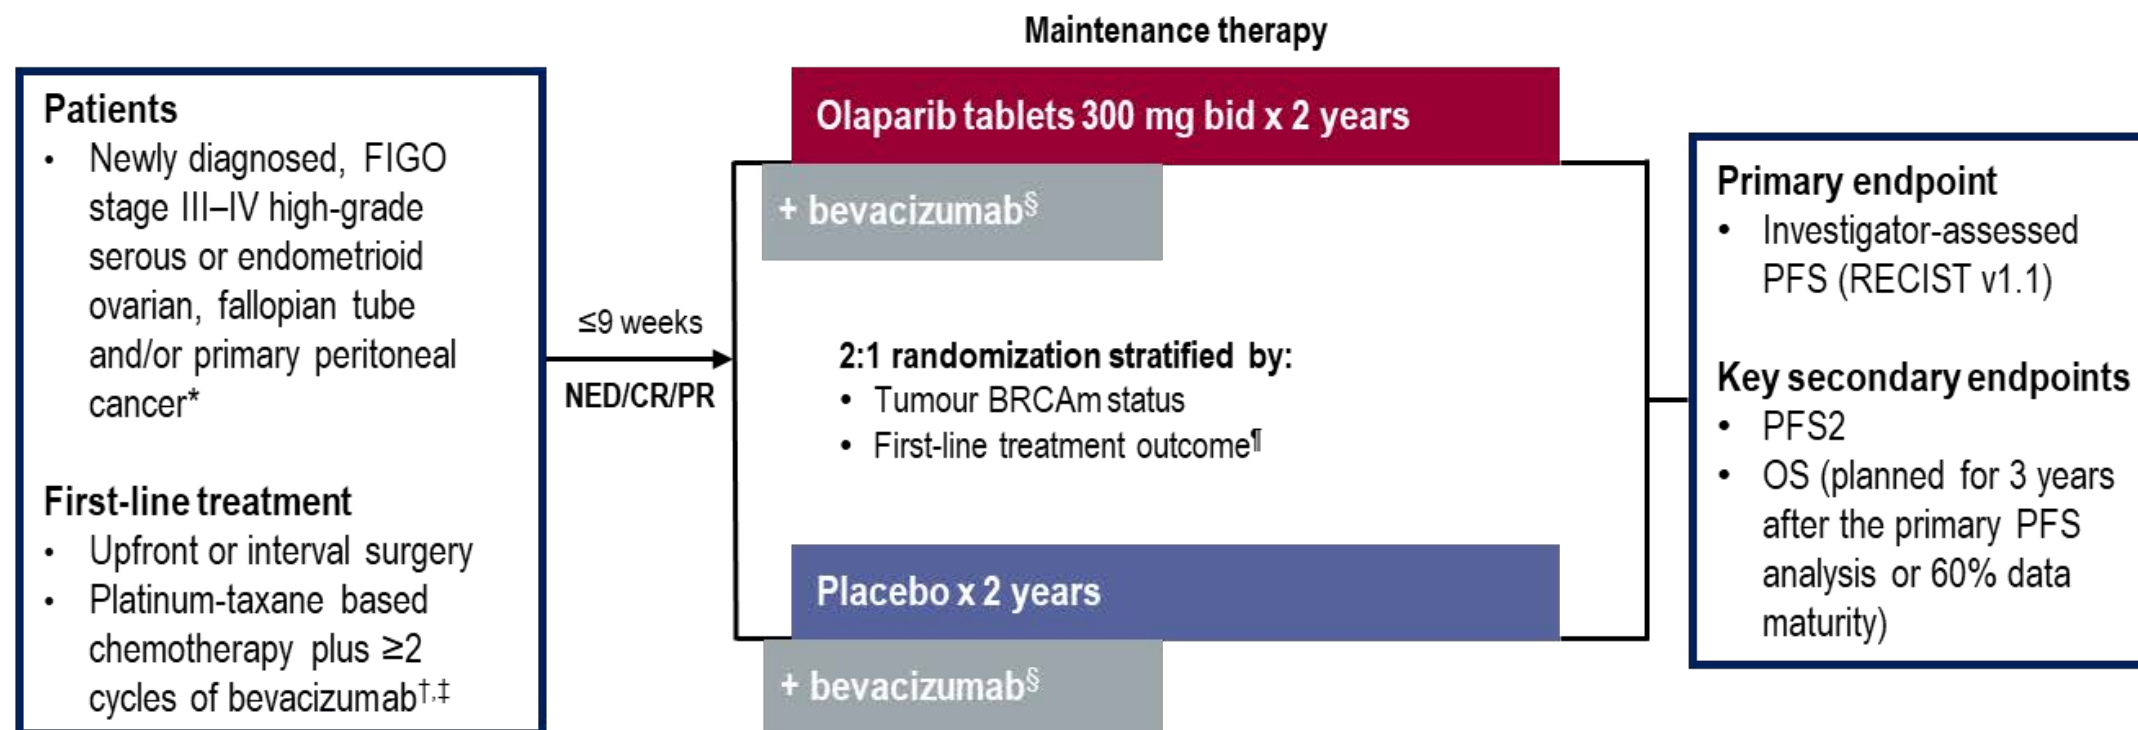 Maintenance therapy
Patients
• Newly diagnosed, FIGO
stage III–IV high-grade
serous or endometrioid
ovarian, fallopian tube
and/or primary peritoneal
cancer*
First-line treatment
• Upfront or interval surgery
• Platinum-taxane based
chemotherapy plus ≥2
cycles of bevacizumab†,‡
≤9 weeks
NED/CR/PR
Olaparib tablets 300 mg bid x 2 years
+ bevacizumab§
2:1 randomization stratified by:
• Tumour BRCAm status
• First-line treatment outcome¶
Placebo x 2 years
+ bevacizumab§
Primary endpoint
• Investigator-assessed
PFS (RECIST v1.1)
Key secondary endpoints
• PFS2
• OS (planned for 3 years
after the primary PFS
analysis or 60% data
maturity)